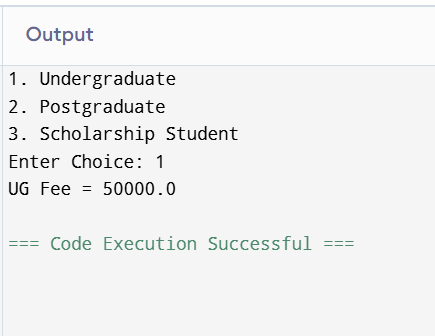 Output
1. Undergraduate
2. Postgraduate
3. Scholarship Student
Enter Choice: 1
UG Fee = 50000.0
=== Code Execution Successful ===